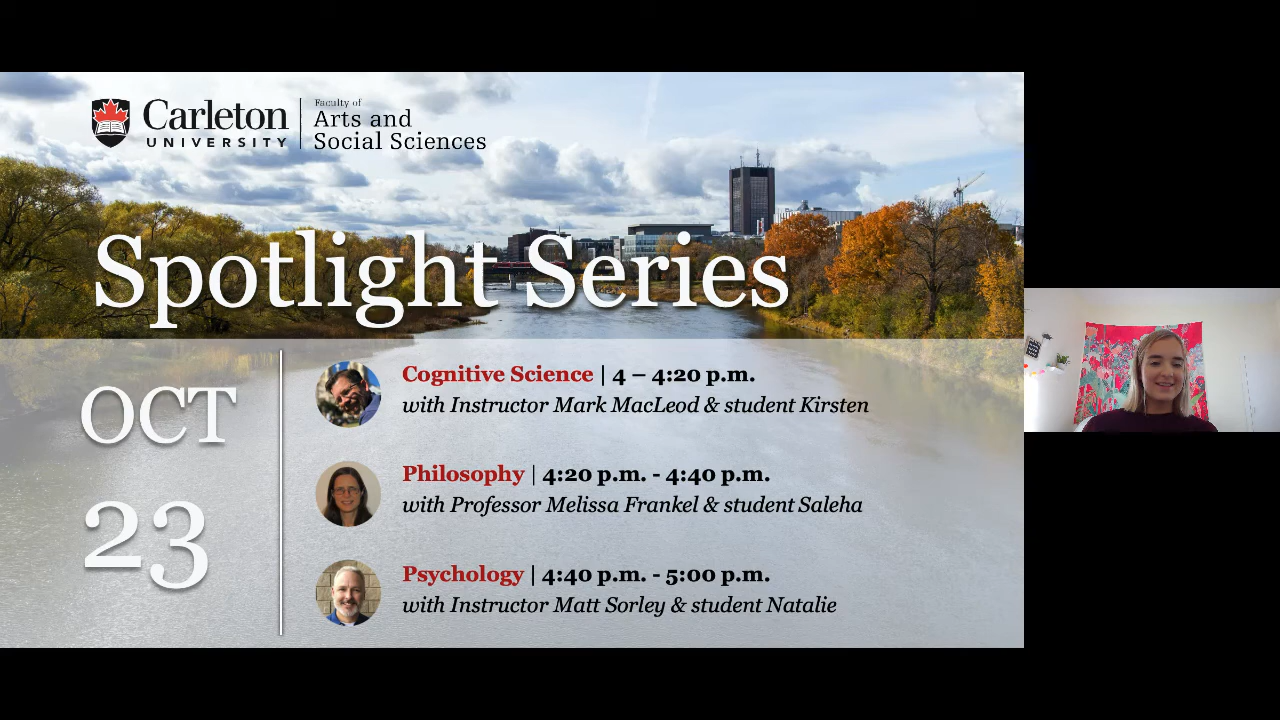 Carleton
UNIVERSITY
Faculty of
Arts and
Social Sciences
Spotlight Series
OCT
23
Cognitive Science | 4 – 4:20 p.m.
with Instructor Mark MacLeod & student Kirsten
Philosophy | 4:20 p.m. - 4:40 p.m.
with Professor Melissa Frankel & student Saleha
Psychology | 4:40 p.m. - 5:00 p.m.
with Instructor Matt Sorley & student Natalie